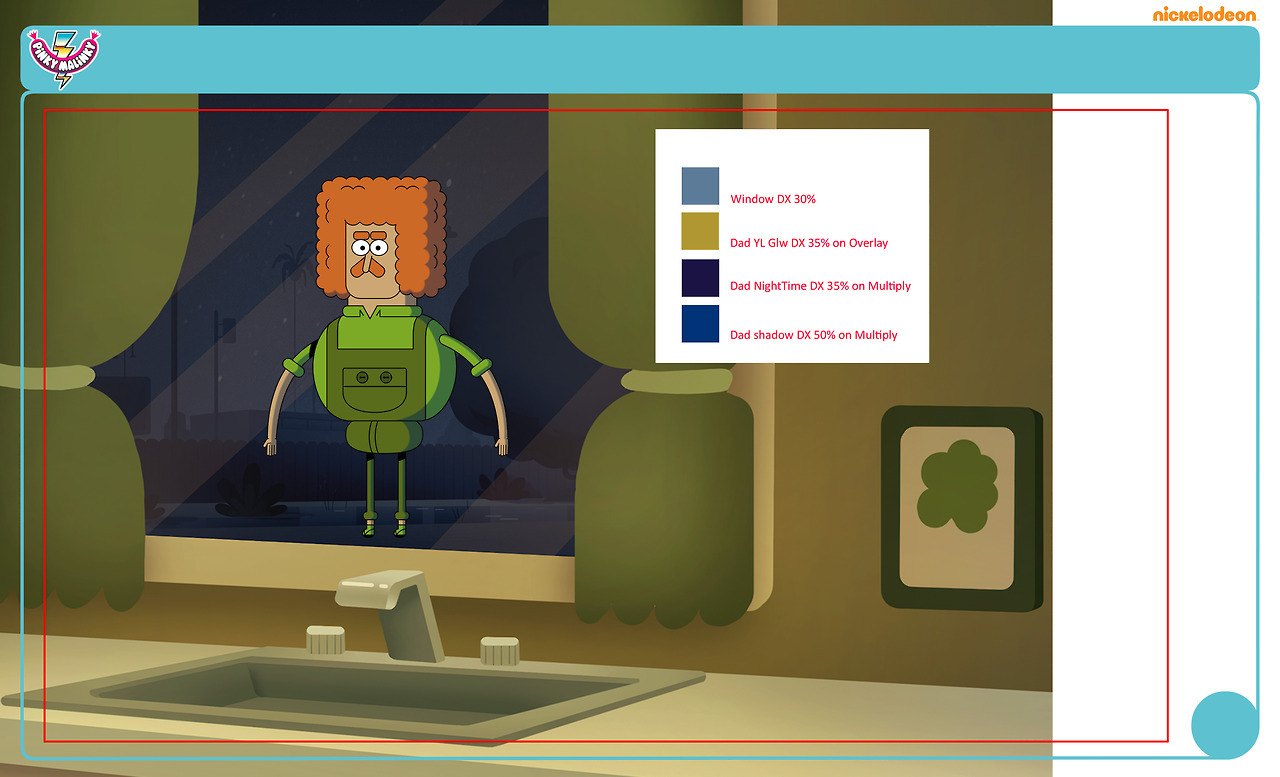 nickelodeon
PINKY MALINKY
Window DX 30%
Dad YL Glw DX 35% on Overlay
Dad NightTime DX 35% on Multiply
Dad shadow DX 50% on Multiply